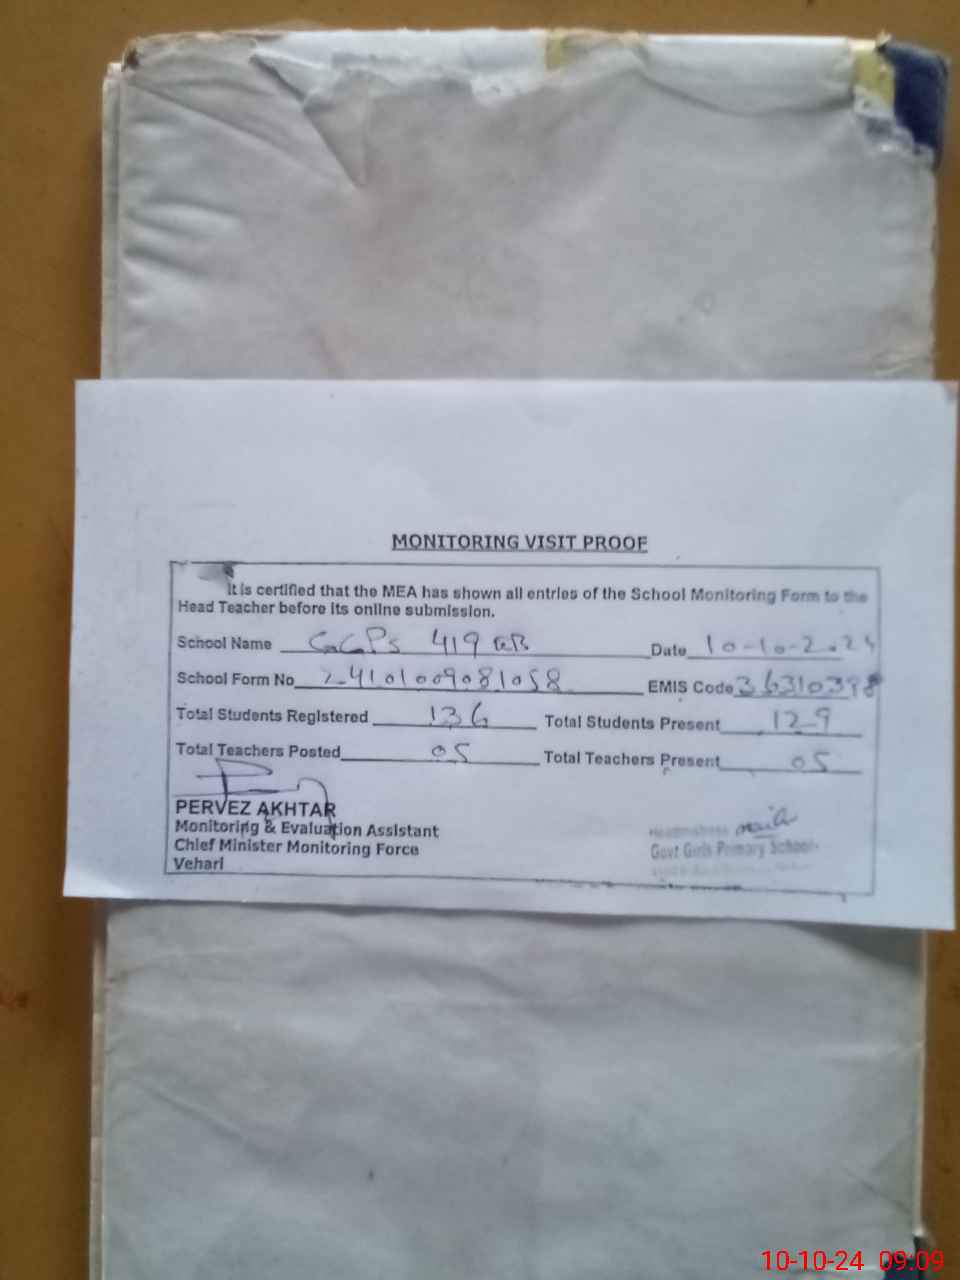 MONITORING VISIT PROOF
It is certified that the MEA has shown all entries of the School Monitoring Form to the
Head Teacher before its online submission.
School Name GGPS 419 EB Date 10-10-2024
School Form No 24101009081058 EMIS Code 36310398
Total Students Registered 136 Total Students Present 129
Total Teachers Posted 05 Total Teachers Present 05
PERVEZ AKHTAR
Monitoring & Evaluation Assistant
Chief Minister Monitoring Force
Vehari
Headmistress
Govt Girls Primary School
10-10-24 09:09